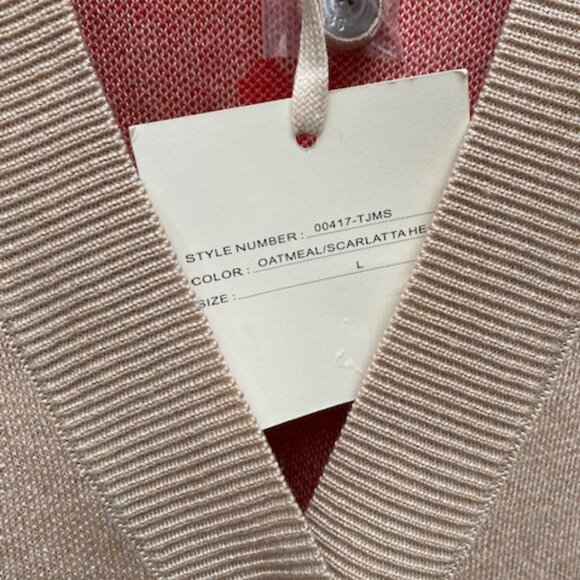 STYLE NUMBER : 00417-TJMS
COLOR : OATMEAL/SCARLATTA HE
SIZE : L